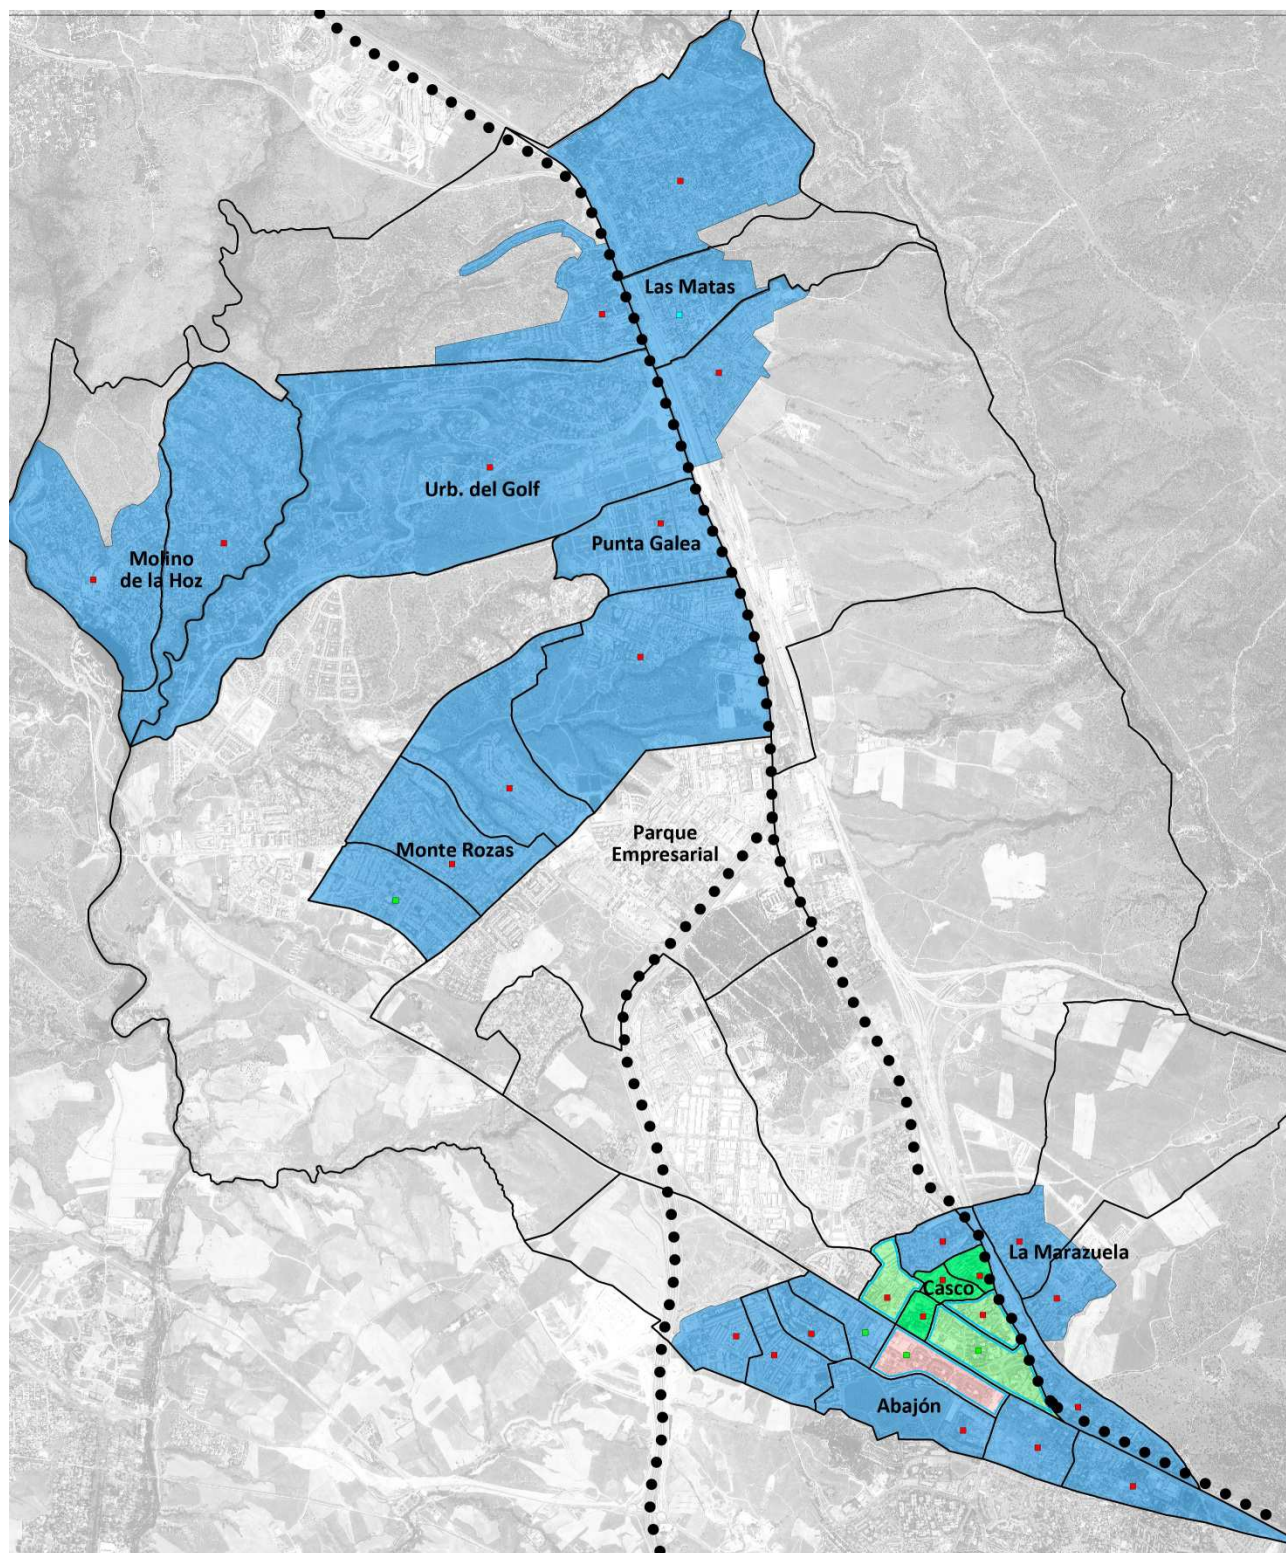 Las Matas
Urb. del Golf
Punta Galea
Molino
de la Hoz
Parque
Empresarial
Monte Rozas
La Marazuela
Casco
Abajón